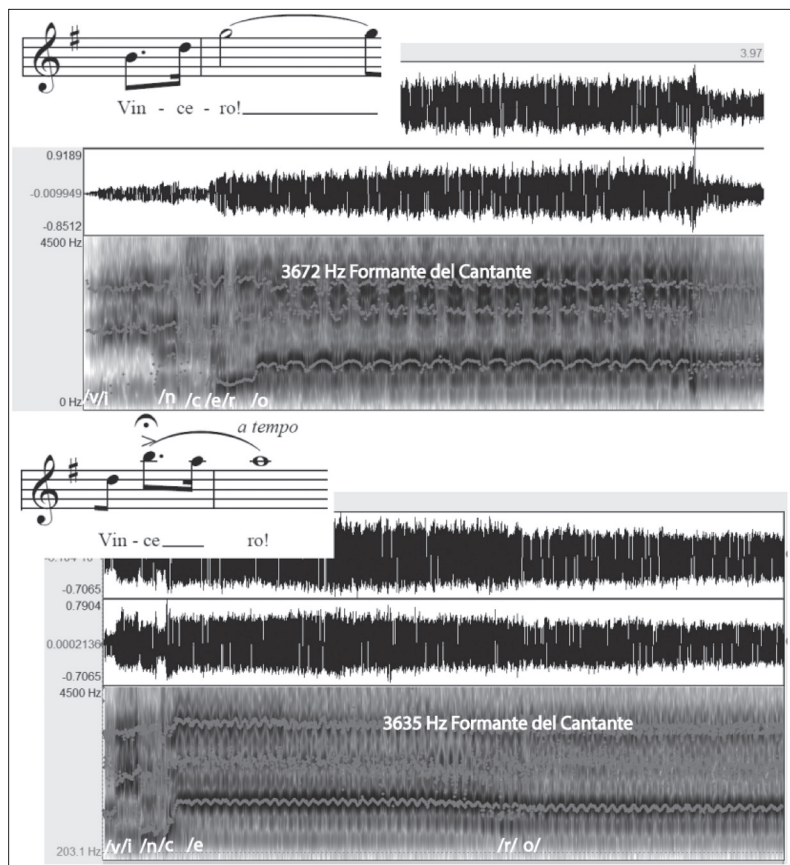 Vin - ce - ro!
3.97
0.9189
-0.009949
-0.8512
4500 Hz
3672 Hz Formante del Cantante
0 Hz
/v/i /n /c /e/r /o
a tempo
Vin - ce ro!
-0.7065
0.7904
0.0002136
-0.7065
4500 Hz
3635 Hz Formante del Cantante
203.1 Hz
/v/i /n/c /e /r/ o/